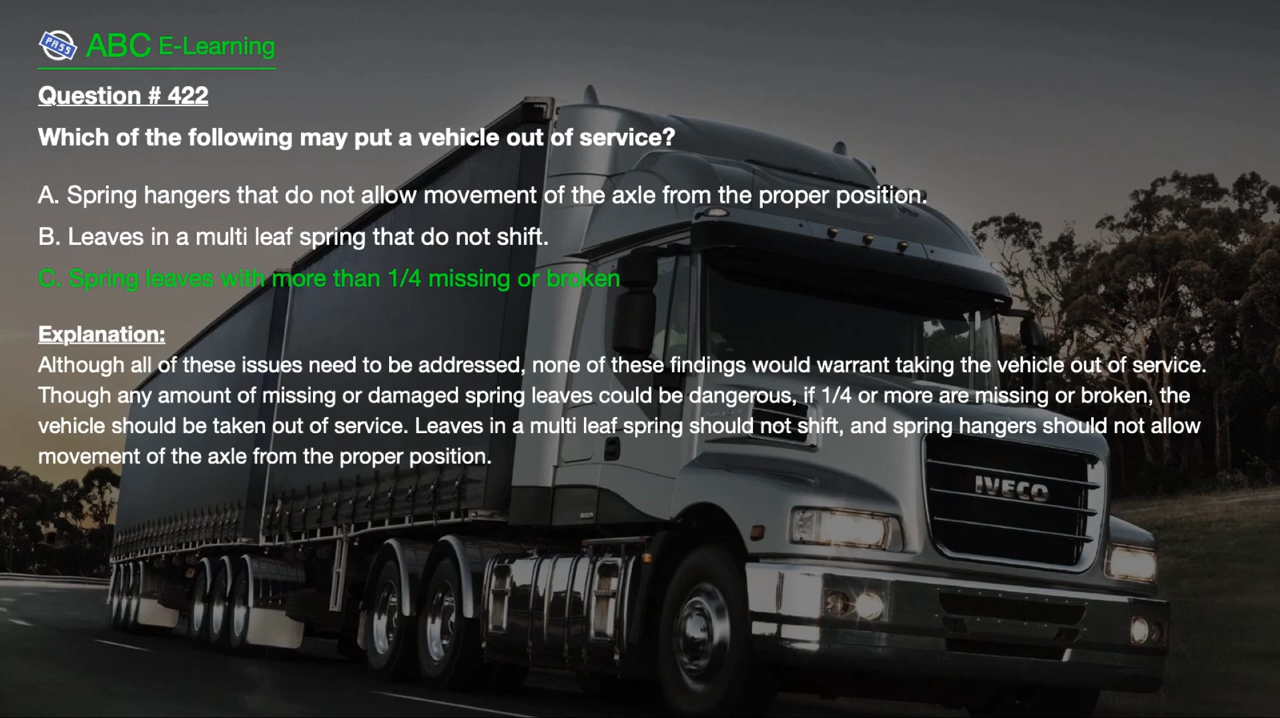 PASS
ABC E-Learning
Question # 422
Which of the following may put a vehicle out of service?
A. Spring hangers that do not allow movement of the axle from the proper position.
B. Leaves in a multi leaf spring that do not shift.
C. Spring leaves with more than 1/4 missing or broken
Explanation:
Although all of these issues need to be addressed, none of these findings would warrant taking the vehicle out of service.
Though any amount of missing or damaged spring leaves could be dangerous, if 1/4 or more are missing or broken, the
vehicle should be taken out of service. Leaves in a multi leaf spring should not shift, and spring hangers should not allow
movement of the axle from the proper position.
IVECO